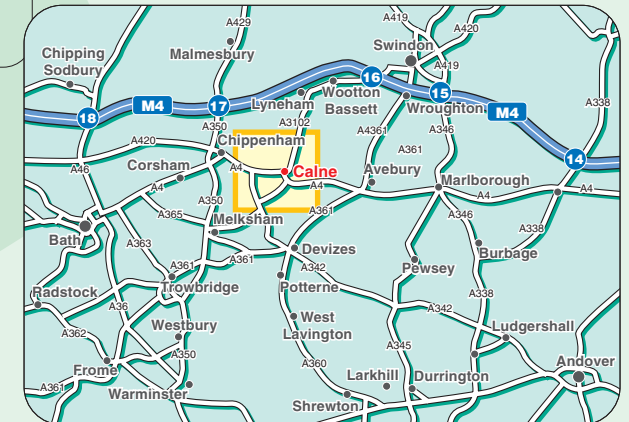 A429
A419
A420
Chipping
Sodbury
Malmesbury
Swindon
A419
16
15
18
M4
17
Lyneham
Wootton
Bassett
Wroughton
M4
A338
A350
A3102
A4361
A346
A420
Chippenham
A361
14
A46
Corsham
A4
Calne
Avebury
A4
A4
Marlborough
A4
A4
A365
A350
A361
A346
Melksham
A338
Bath
A363
Devizes
Burbage
A361
A361
A342
Pewsey
Radstock
Trowbridge
Potterne
A338
A36
A342
A362
Westbury
West
Lavington
Ludgershall
A350
A345
Frome
A360
Andover
A361
Warminster
Larkhill
Durrington
Shrewton